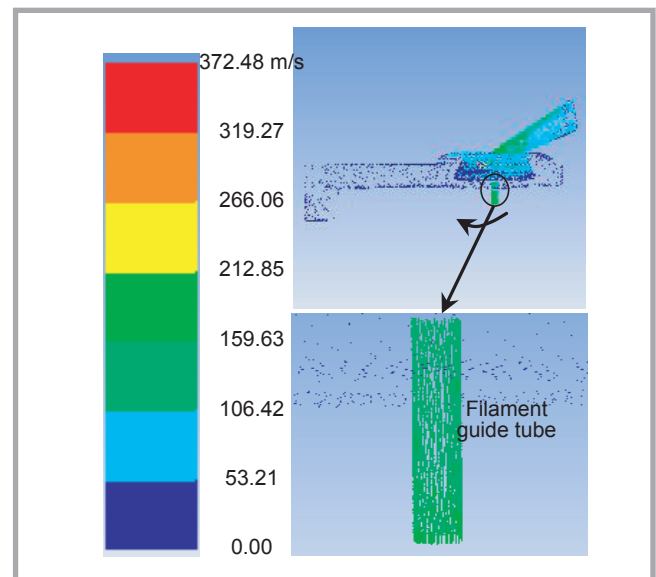 372.48 m/s
319.27
266.06
212.85
159.63
106.42
53.21
0.00
Filament
guide tube